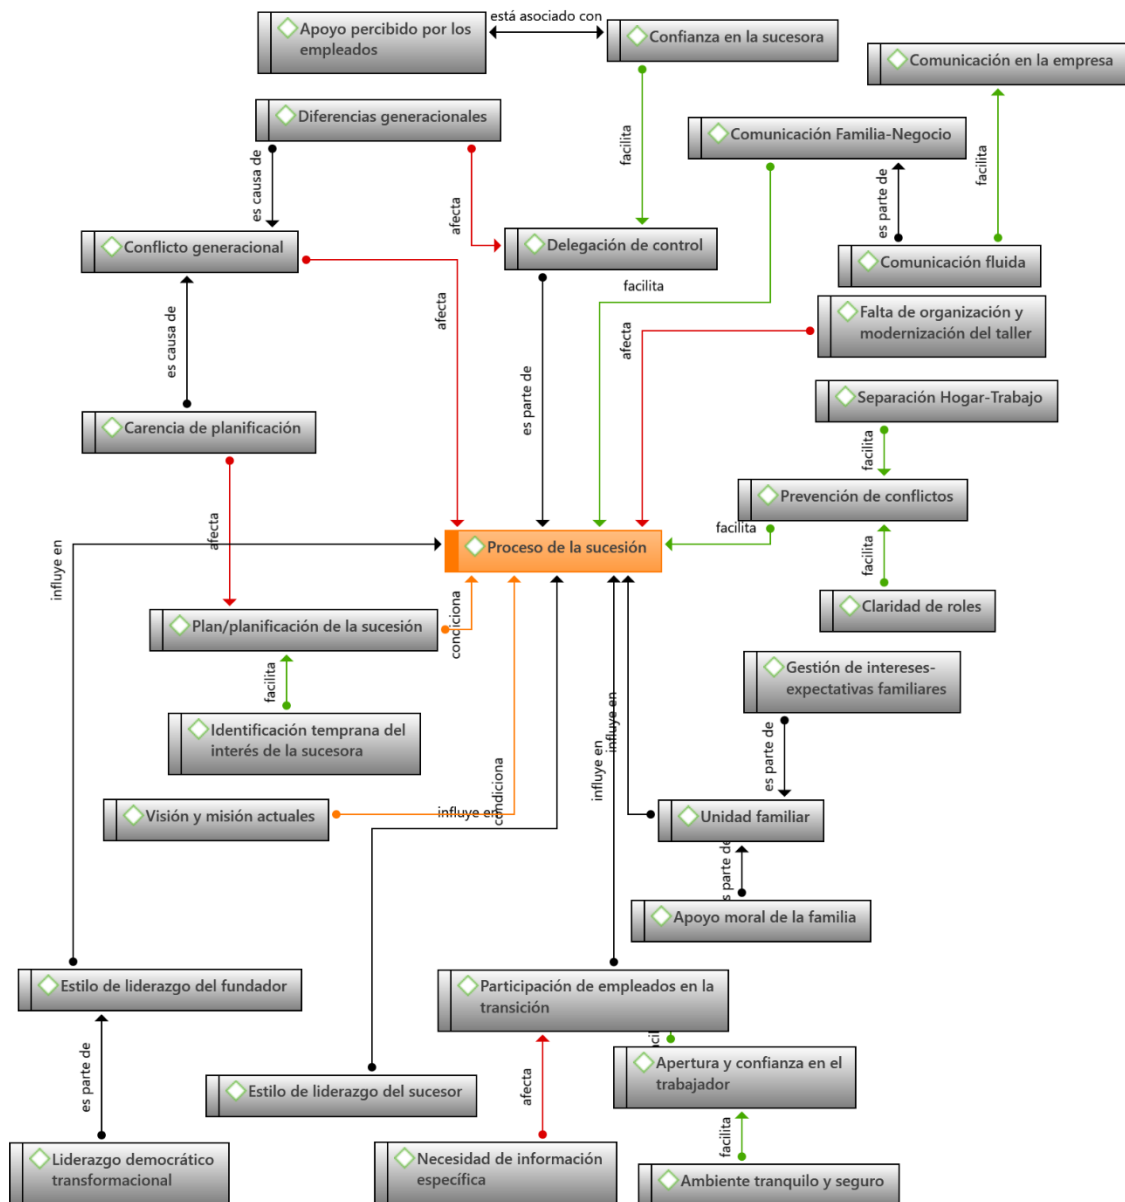 está asociado con
Apoyo percibido por los
empleados
Confianza en la sucesora
Comunicación en la empresa
Diferencias generacionales
Comunicación Familia-Negocio
es causa de
facilita
facilita
afecta
es parte de
Conflicto generacional
Delegación de control
Comunicación fluida
facilita
Falta de organización y
modernización del taller
afecta
afecta
es causa de
es parte de
Separación Hogar-Trabajo
Carencia de planificación
facilita
Prevención de conflictos
afecta
facilita
Proceso de la sucesión
influye en
facilita
Claridad de roles
Plan/planificación de la sucesión
condiciona
facilita
Gestión de intereses-
expectativas familiares
Identificación temprana del
interés de la sucesora
influye en
influye en
es parte de
Visión y misión actuales
influye en
condiciona
Unidad familiar
es parte de
Apoyo moral de la familia
Estilo de liderazgo del fundador
Participación de empleados en la
transición
facilita
es parte de
Estilo de liderazgo del sucesor
afecta
Apertura y confianza en el
trabajador
facilita
Liderazgo democrático
transformacional
Necesidad de información
específica
Ambiente tranquilo y seguro